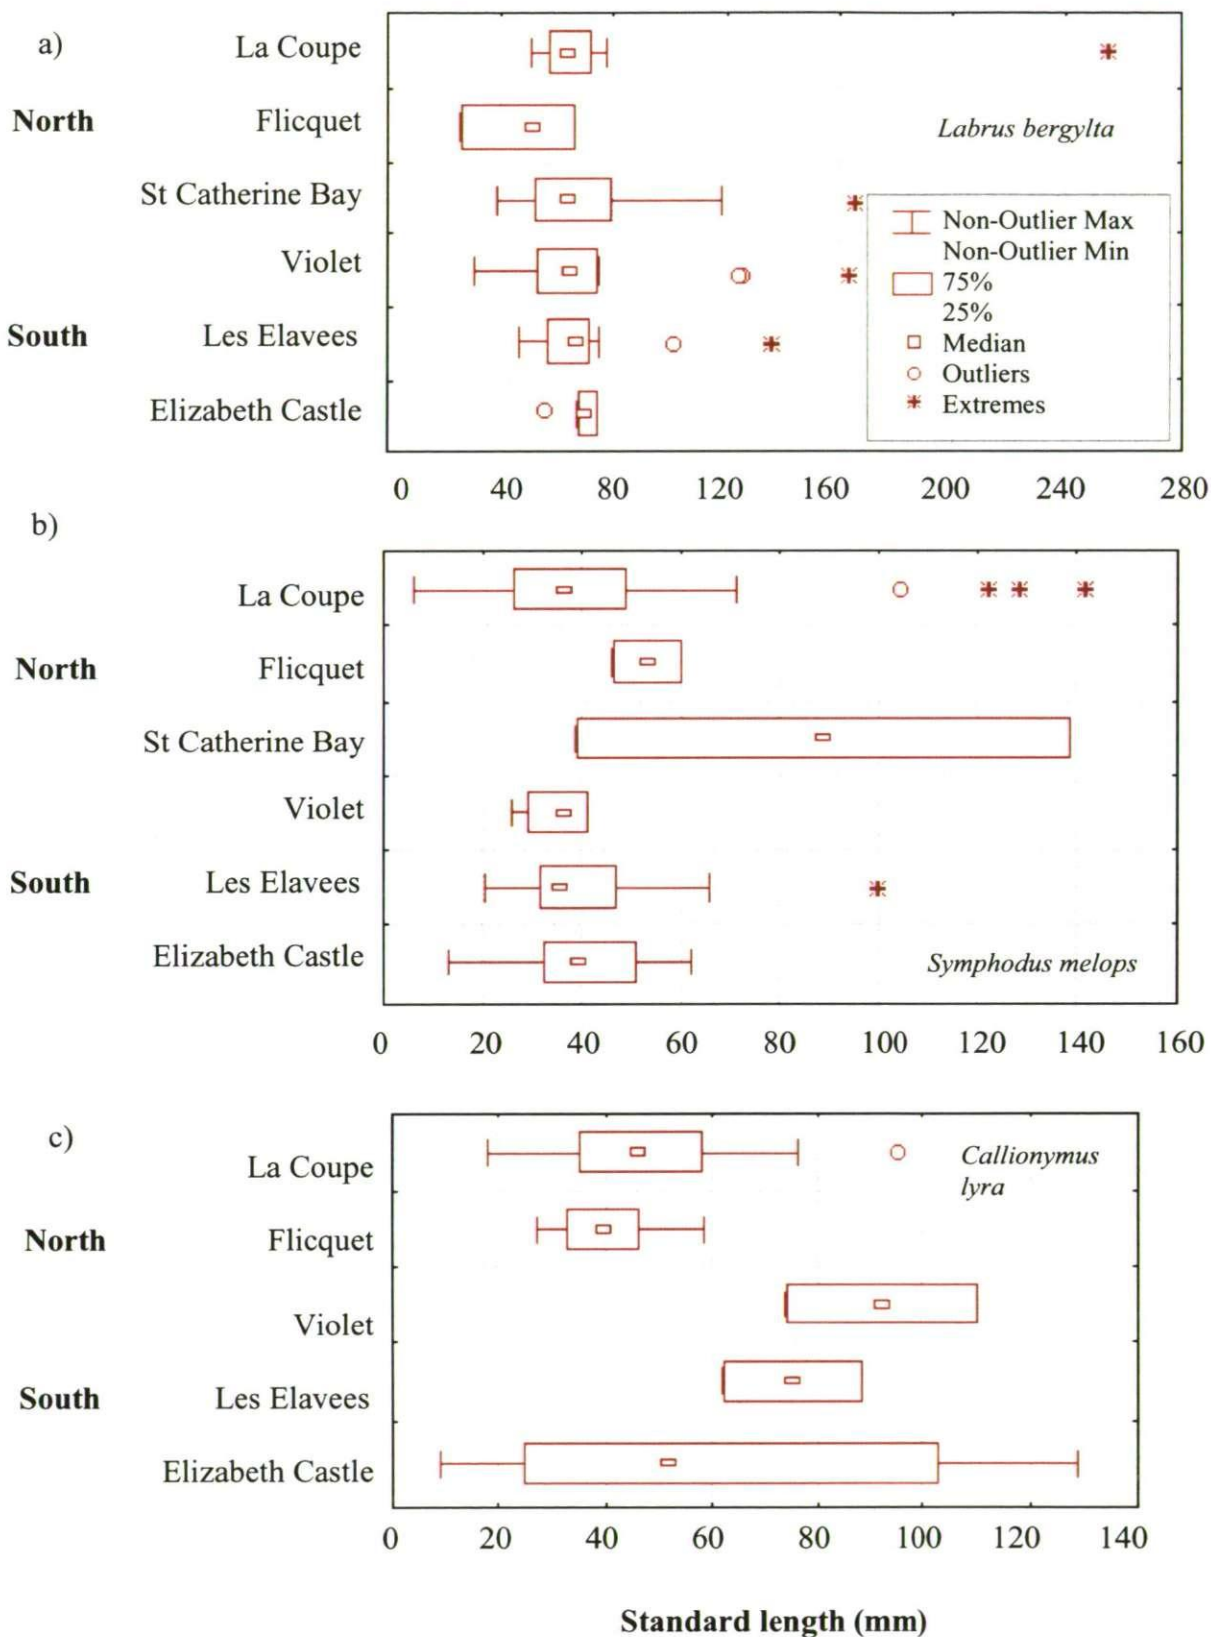 a)
La Coupe
North
Flicquet
Labrus bergylta
St Catherine Bay
Non-Outlier Max
Non-Outlier Min
75%
25%
Median
Outliers
Extremes
Violet
South
Les Elavees
Elizabeth Castle
0 40 80 120 160 200 240 280
b)
La Coupe
North
Flicquet
St Catherine Bay
Violet
South
Les Elavees
Elizabeth Castle
Symphodus melops
0 20 40 60 80 100 120 140 160
c)
La Coupe
Callionymus
lyra
North
Flicquet
Violet
South
Les Elavees
Elizabeth Castle
0 20 40 60 80 100 120 140
Standard length (mm)